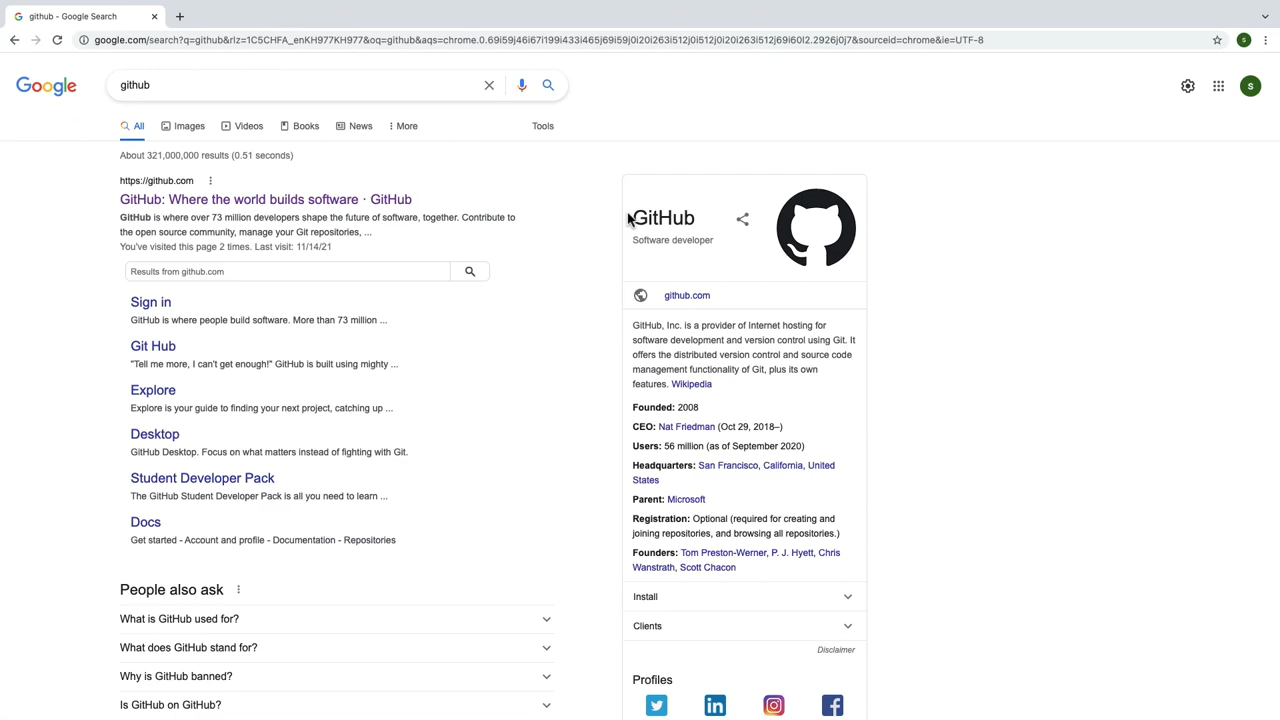 github - Google Search
google.com/search?q=github&rlz=1C5CHFA_enKH977KH977&oq=github&aqs=chrome.0.69i59j46i67i199i433i465j69i59j0i20i263i512j0i512j0i20i263i512j69i60l2.2926j0j7&sourceid=chrome&ie=UTF-8
S
Google
github
S
All
Images
Videos
Books
News
More
Tools
About 321,000,000 results (0.51 seconds)
https://github.com
GitHub: Where the world builds software · GitHub
GitHub is where over 73 million developers shape the future of software, together. Contribute to
the open source community, manage your Git repositories, ...
You've visited this page 2 times. Last visit: 11/14/21
Results from github.com
Sign in
GitHub is where people build software. More than 73 million ...
Git Hub
"Tell me more, I can't get enough!" GitHub is built using mighty ...
Explore
Explore is your guide to finding your next project, catching up ...
Desktop
GitHub Desktop. Focus on what matters instead of fighting with Git.
Student Developer Pack
The GitHub Student Developer Pack is all you need to learn ...
Docs
Get started - Account and profile - Documentation - Repositories
People also ask
What is GitHub used for?
What does GitHub stand for?
Why is GitHub banned?
Is GitHub on GitHub?
GitHub
Software developer
github.com
GitHub, Inc. is a provider of Internet hosting for
software development and version control using Git. It
offers the distributed version control and source code
management functionality of Git, plus its own
features. Wikipedia
Founded: 2008
CEO: Nat Friedman (Oct 29, 2018–)
Users: 56 million (as of September 2020)
Headquarters: San Francisco, California, United
States
Parent: Microsoft
Registration: Optional (required for creating and
joining repositories, and browsing all repositories.)
Founders: Tom Preston-Werner, P. J. Hyett, Chris
Wanstrath, Scott Chacon
Install
Clients
Disclaimer
Profiles
in